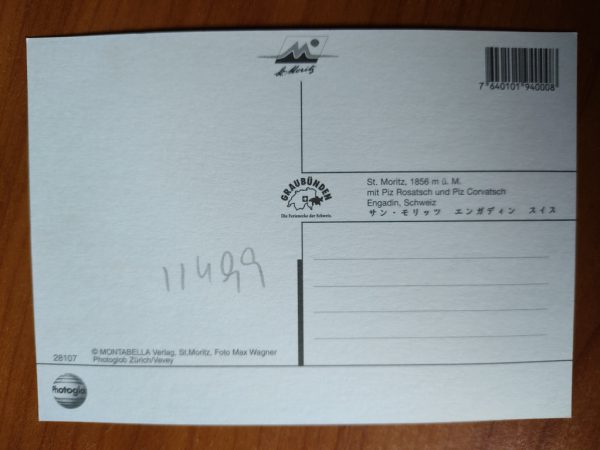 St. Moritz
7 640101 940008
GRAUBÜNDEN
Die Ferienecke der Schweiz.
St. Moritz, 1856 m ü. M.
mit Piz Rosatsch und Piz Corvatsch
Engadin, Schweiz
サン・モリッツ エンガディン スイス
11499
28107
© MONTABELLA Verlag, St.Moritz, Foto Max Wagner
Photoglob Zürich/Vevey
Photoglob